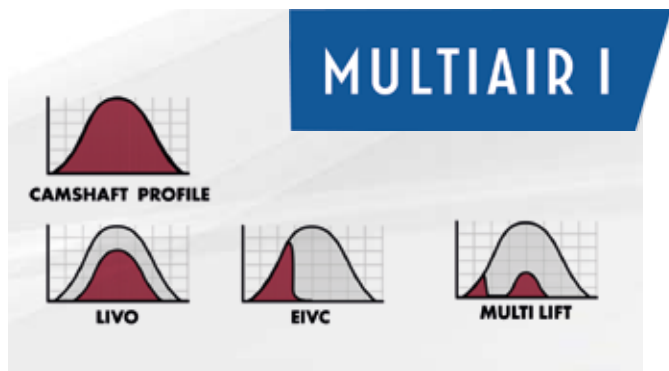 MULTIAIR I
CAMSHAFT PROFILE
LIVO
EIVC
MULTI LIFT